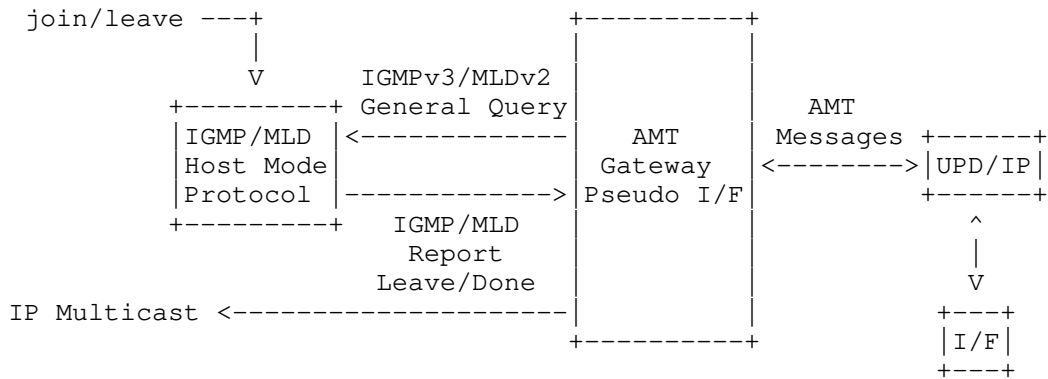 join/leave ---+ +----------+
| | |
V IGMPv3/MLDv2 | |
+---------+ General Query| | AMT
|IGMP/MLD |<-------------| AMT | Messages +------+
|Host Mode| | Gateway |<-------->|UPD/IP|
|Protocol |------------->|Pseudo I/F| +------+
+---------+ IGMP/MLD | | ^
Report | | |
Leave/Done | | V
IP Multicast <---------------------| | +---+
+----------+ |I/F|
+---+